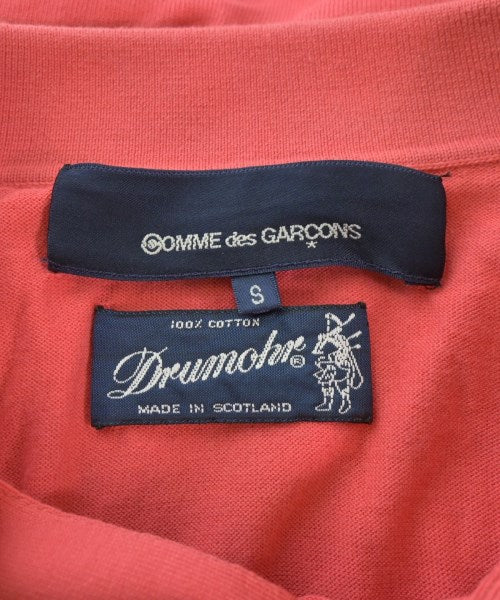 COMME des GARÇONS
S
100% COTTON
Drumohr®
MADE IN SCOTLAND